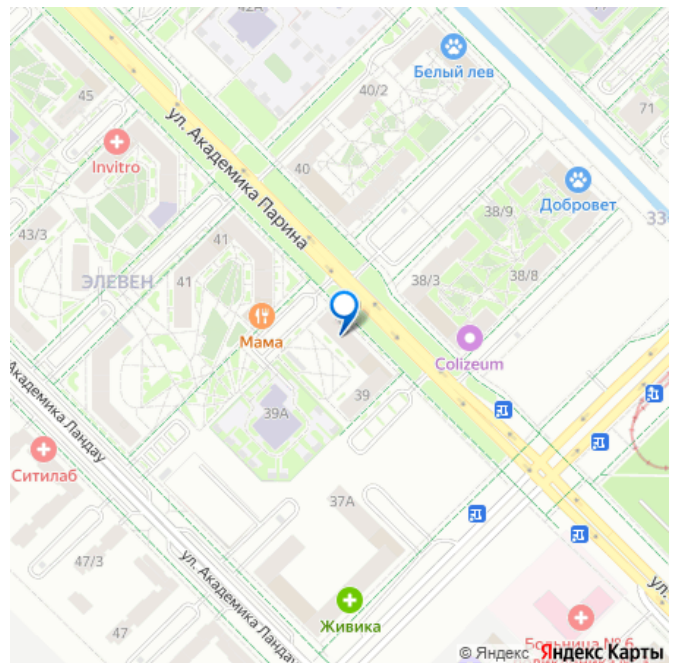 42А
Белый лев
40/2
45
71
ул. Академика Парина
Invitro
40
Добровет
38/9
43/3
41
ЭЛЕВЕН
41
38/3
38/8
Мама
Colizeum
39
39А
ул. Академика Ландау
Ситилаб
37А
47/3
ул. Академика Ландау
47
Живика
ул.
Больница № 6
© Яндекс Яндекс Карты